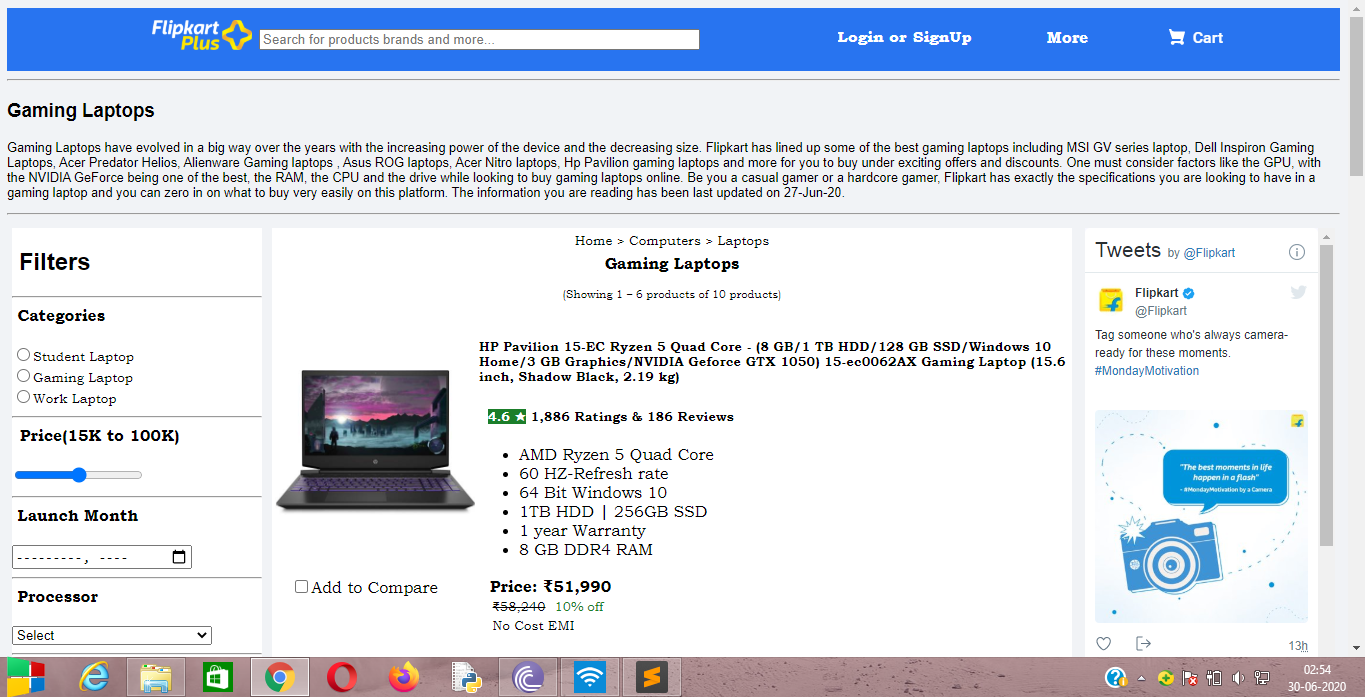 Flipkart
Plus
Search for products brands and more...
Login or SignUp
More
Cart
Gaming Laptops
Gaming Laptops have evolved in a big way over the years with the increasing power of the device and the decreasing size. Flipkart has lined up some of the best gaming laptops including MSI GV series laptop, Dell Inspiron Gaming
Laptops, Acer Predator Helios, Alienware Gaming laptops , Asus ROG laptops, Acer Nitro laptops, Hp Pavilion gaming laptops and more for you to buy under exciting offers and discounts. One must consider factors like the GPU, with
the NVIDIA GeForce being one of the best, the RAM, the CPU and the drive while looking to buy gaming laptops online. Be you a casual gamer or a hardcore gamer, Flipkart has exactly the specifications you are looking to have in a
gaming laptop and you can zero in on what to buy very easily on this platform. The information you are reading has been last updated on 27-Jun-20.
Filters
Categories
Student Laptop
Gaming Laptop
Work Laptop
Price(15K to 100K)
Launch Month
---------, ----
Processor
Select
Home > Computers > Laptops
Gaming Laptops
(Showing 1 – 6 products of 10 products)
HP Pavilion 15-EC Ryzen 5 Quad Core - (8 GB/1 TB HDD/128 GB SSD/Windows 10
Home/3 GB Graphics/NVIDIA Geforce GTX 1050) 15-ec0062AX Gaming Laptop (15.6
inch, Shadow Black, 2.19 kg)
4.6 ★ 1,886 Ratings & 186 Reviews
• AMD Ryzen 5 Quad Core
• 60 HZ-Refresh rate
• 64 Bit Windows 10
• 1TB HDD | 256GB SSD
• 1 year Warranty
• 8 GB DDR4 RAM
Add to Compare
Price: ₹51,990
₹58,240 10% off
No Cost EMI
Tweets by @Flipkart
Flipkart
@Flipkart
Tag someone who's always camera-
ready for these moments.
#MondayMotivation
"The best moments in life
happen in a flash"
- #MondayMotivation by a Camera
13h
02:54
30-06-2020